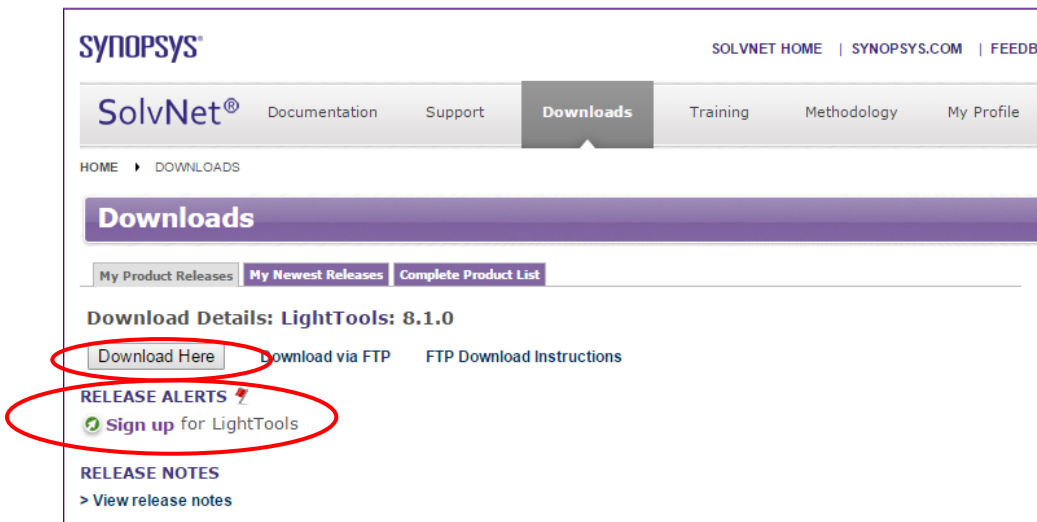 SYNOPSYS®
SOLVNET HOME | SYNOPSYS.COM | FEEDB
SolvNet® Documentation Support Downloads Training Methodology My Profile
HOME DOWNLOADS
Downloads
My Product Releases My Newest Releases Complete Product List
Download Details: LightTools: 8.1.0
Download Here Download via FTP FTP Download Instructions
RELEASE ALERTS
Sign up for LightTools
RELEASE NOTES
> View release notes